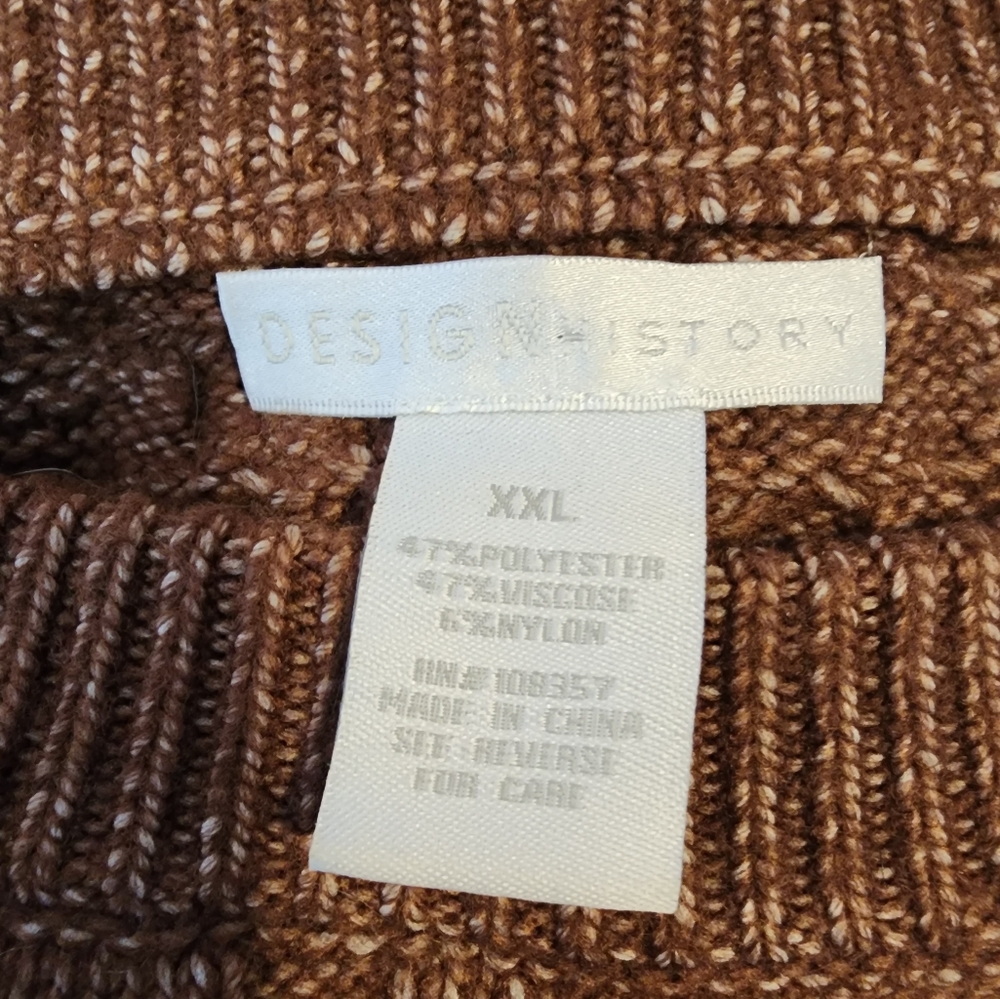 DESIGN HISTORY
XXL
47%POLYESTER
47%VISCOSE
6%NYLON
RN#108357
MADE IN CHINA
SEE REVERSE
FOR CARE